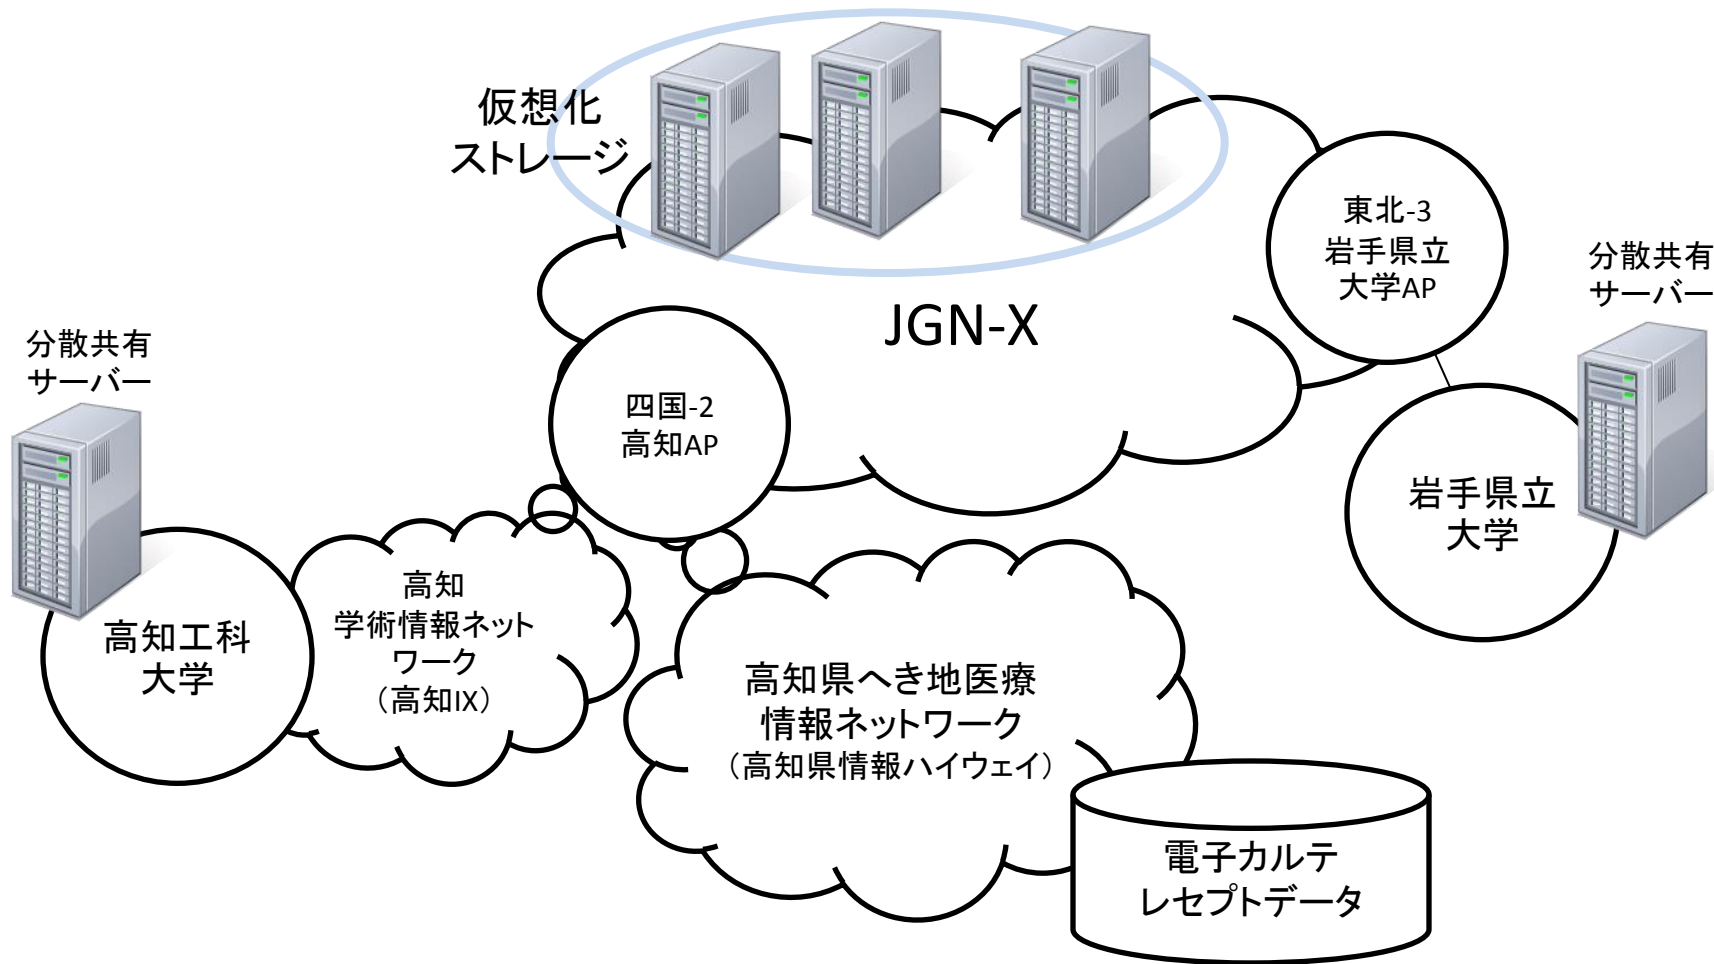 仮想化
ストレージ
東北-3
岩手県立
大学AP
分散共有
サーバー
JGN-X
分散共有
サーバー
四国-2
高知AP
岩手県立
大学
高知
学術情報ネット
ワーク
（高知IX）
高知工科
大学
高知県へき地医療
情報ネットワーク
（高知県情報ハイウェイ）
電子カルテ
レセプトデータ